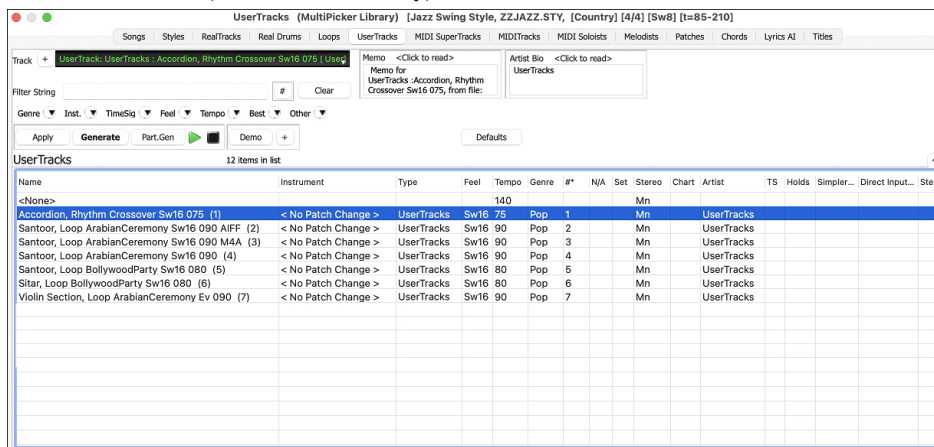 UserTracks (MultiPicker Library) [Jazz Swing Style, ZZJAZZ.STY, [Country] [4/4] [Sw8] [t=85-210]
Songs Styles RealTracks Real Drums Loops UserTracks MIDI SuperTracks MIDITracks MIDI Soloists Melodists Patches Chords Lyrics AI Titles
Track + UserTrack: UserTracks : Accordion, Rhythm Crossover Sw16 075 [ User
Memo <Click to read>
Memo for
UserTracks :Accordion, Rhythm
Crossover Sw16 075, from file:
Artist Bio <Click to read>
UserTracks
Filter String # Clear
Genre Inst. TimeSig Feel Tempo Best Other
Apply Generate Part.Gen Demo + Defaults
UserTracks 12 items in list
Name Instrument Type Feel Tempo Genre #* N/A Set Stereo Chart Artist TS Holds Simpler... Direct Input... Ste
<None> 140 Mn
Accordion, Rhythm Crossover Sw16 075 (1) < No Patch Change > UserTracks Sw16 75 Pop 1 Mn UserTracks
Santoor, Loop ArabianCeremony Sw16 090 AIFF (2) < No Patch Change > UserTracks Sw16 90 Pop 2 Mn UserTracks
Santoor, Loop ArabianCeremony Sw16 090 M4A (3) < No Patch Change > UserTracks Sw16 90 Pop 3 Mn UserTracks
Santoor, Loop ArabianCeremony Sw16 090 (4) < No Patch Change > UserTracks Sw16 90 Pop 4 Mn UserTracks
Santoor, Loop BollywoodParty Sw16 080 (5) < No Patch Change > UserTracks Sw16 80 Pop 5 Mn UserTracks
Sitar, Loop BollywoodParty Sw16 080 (6) < No Patch Change > UserTracks Sw16 80 Pop 6 Mn UserTracks
Violin Section, Loop ArabianCeremony Ev 090 (7) < No Patch Change > UserTracks Sw16 90 Pop 7 Mn UserTracks